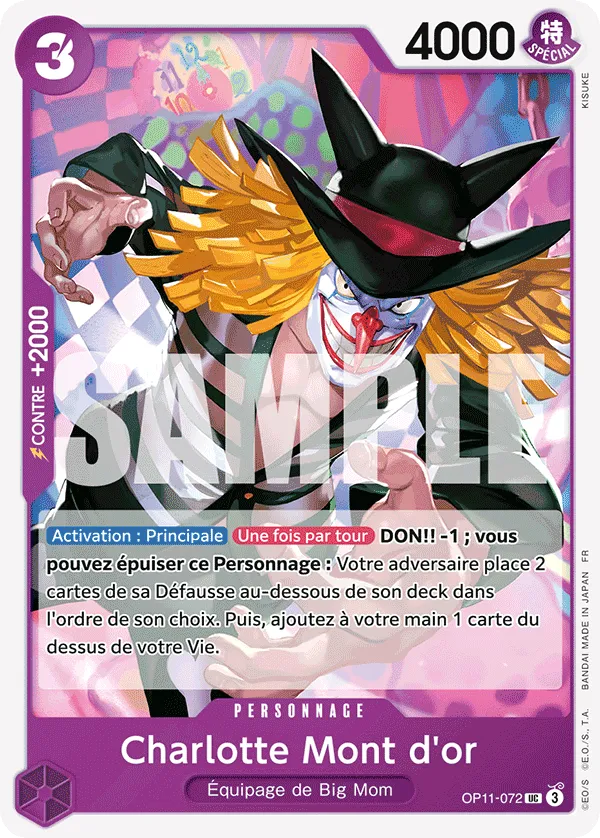 3
4000
特
SPÉCIAL
KISUKE
CONTRE +2000
SAMPLE
Activation : Principale Une fois par tour DON!! -1 ; vous
pouvez épuiser ce Personnage : Votre adversaire place 2
cartes de sa Défausse au-dessous de son deck dans
l'ordre de son choix. Puis, ajoutez à votre main 1 carte du
dessus de votre Vie.
©E.O/S ©E.O./S., T.A. BANDAI MADE IN JAPAN FR
PERSONNAGE
Charlotte Mont d'or
Équipage de Big Mom
OP11-072 UC 3